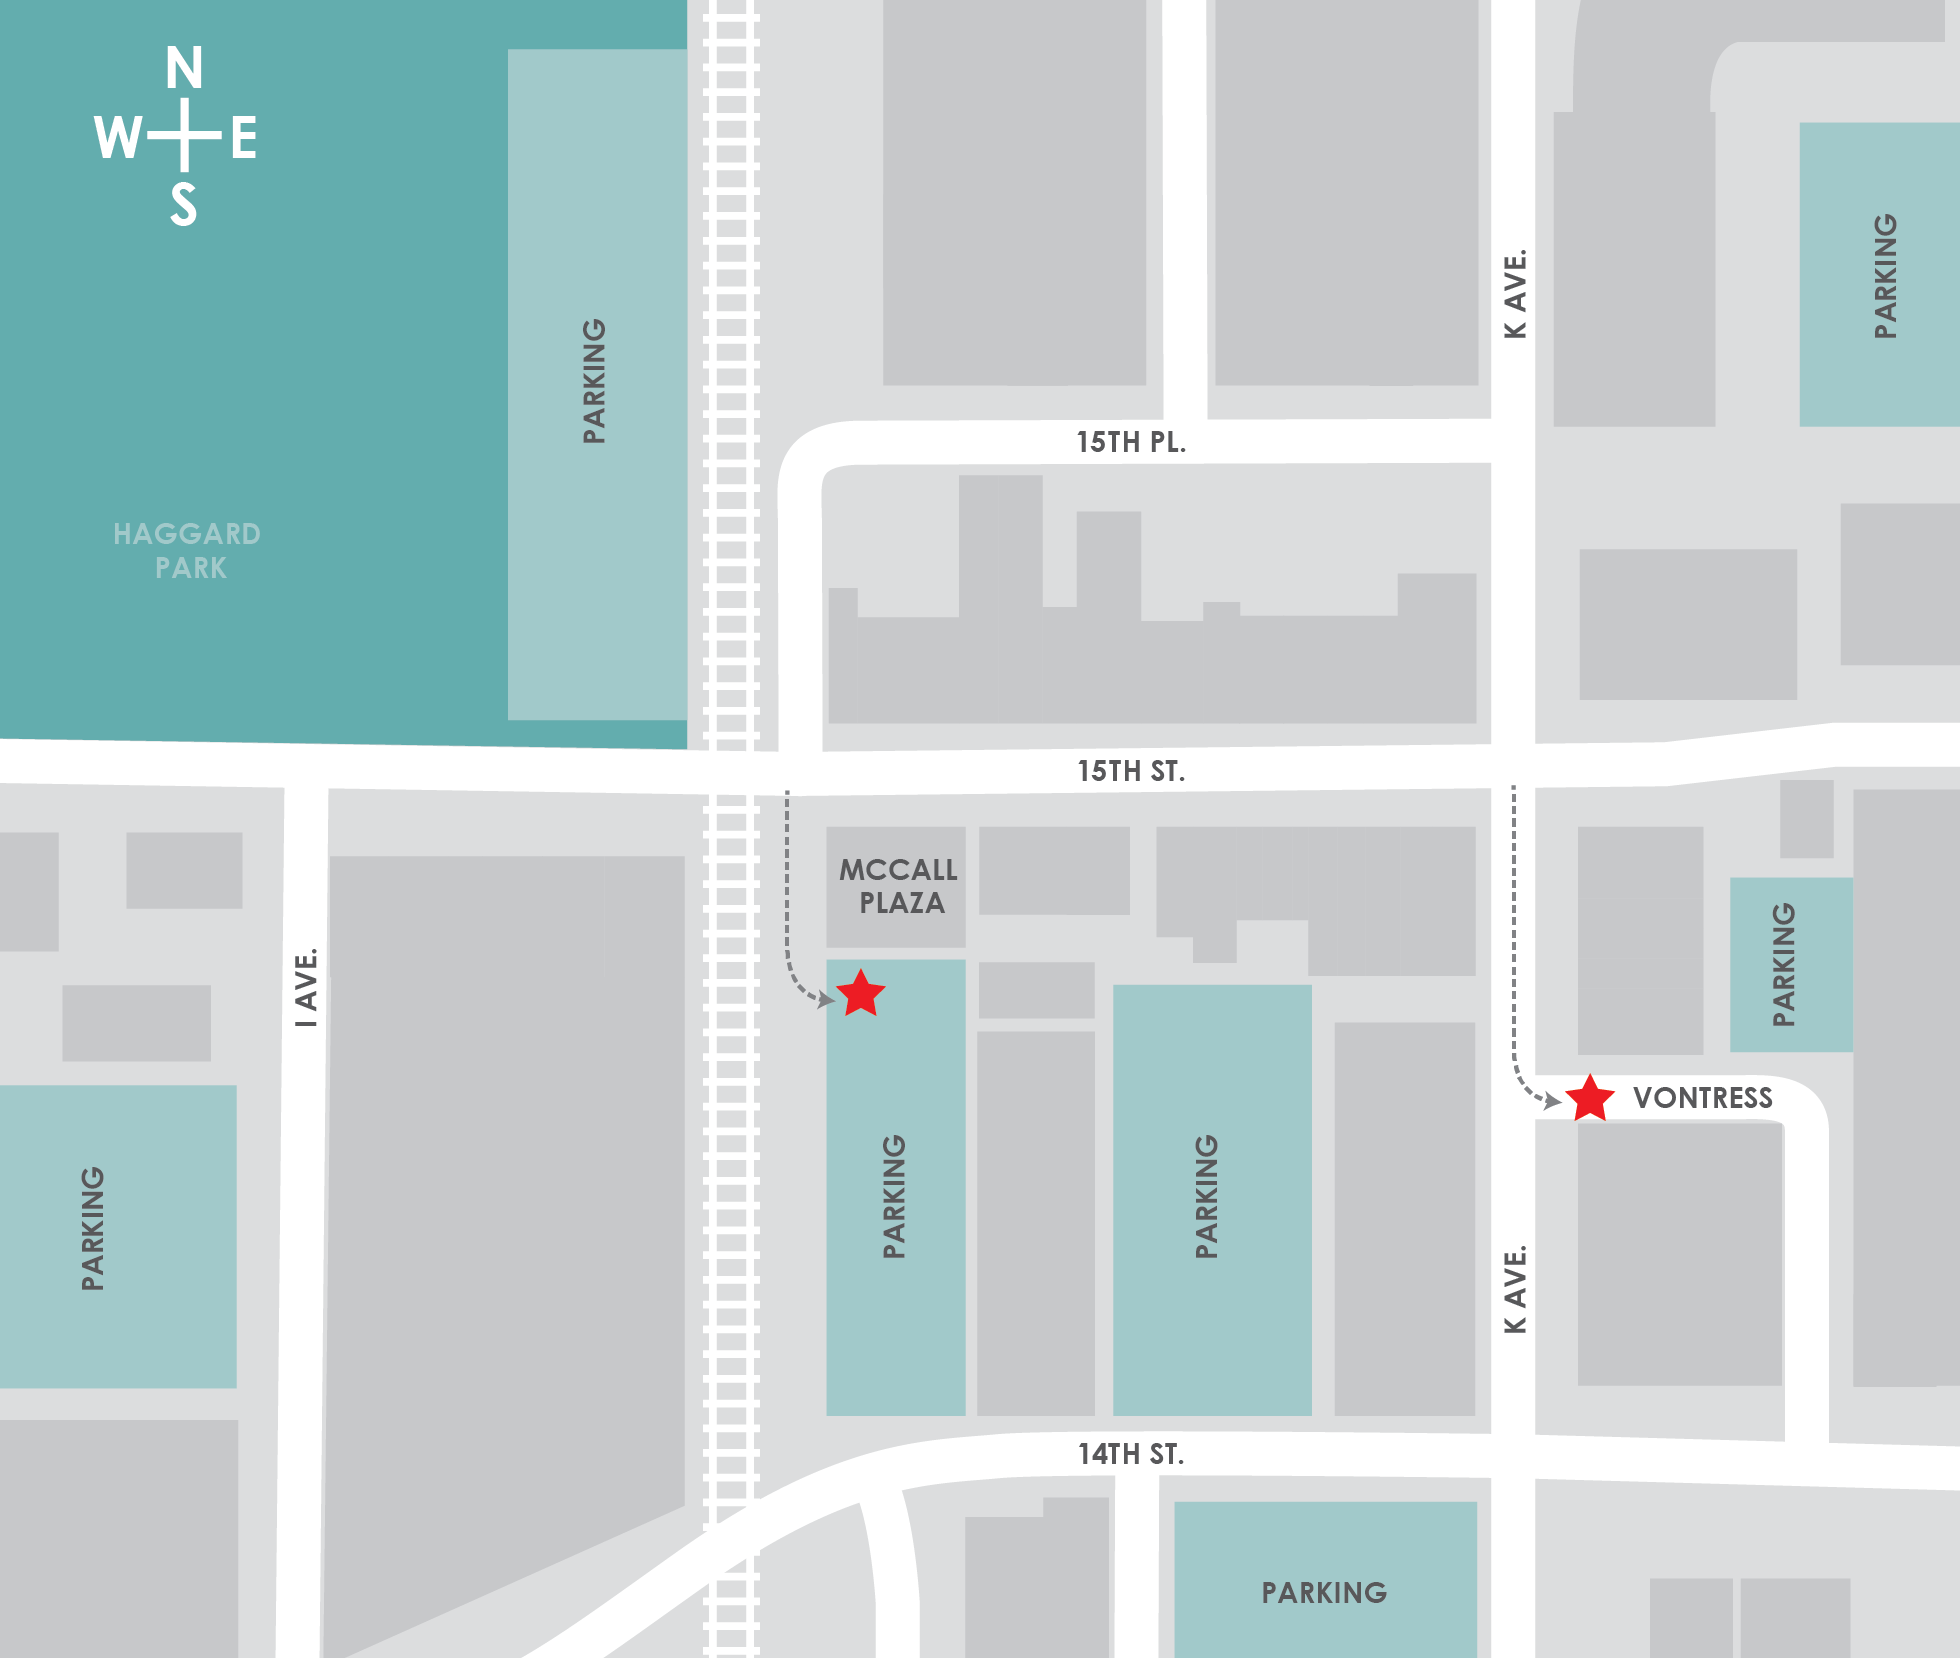 N
W E
S
PARKING
K AVE.
PARKING
15TH PL.
HAGGARD
PARK
15TH ST.
MCCALL
PLAZA
I AVE.
PARKING
VONTRESS
PARKING
PARKING
PARKING
K AVE.
14TH ST.
PARKING